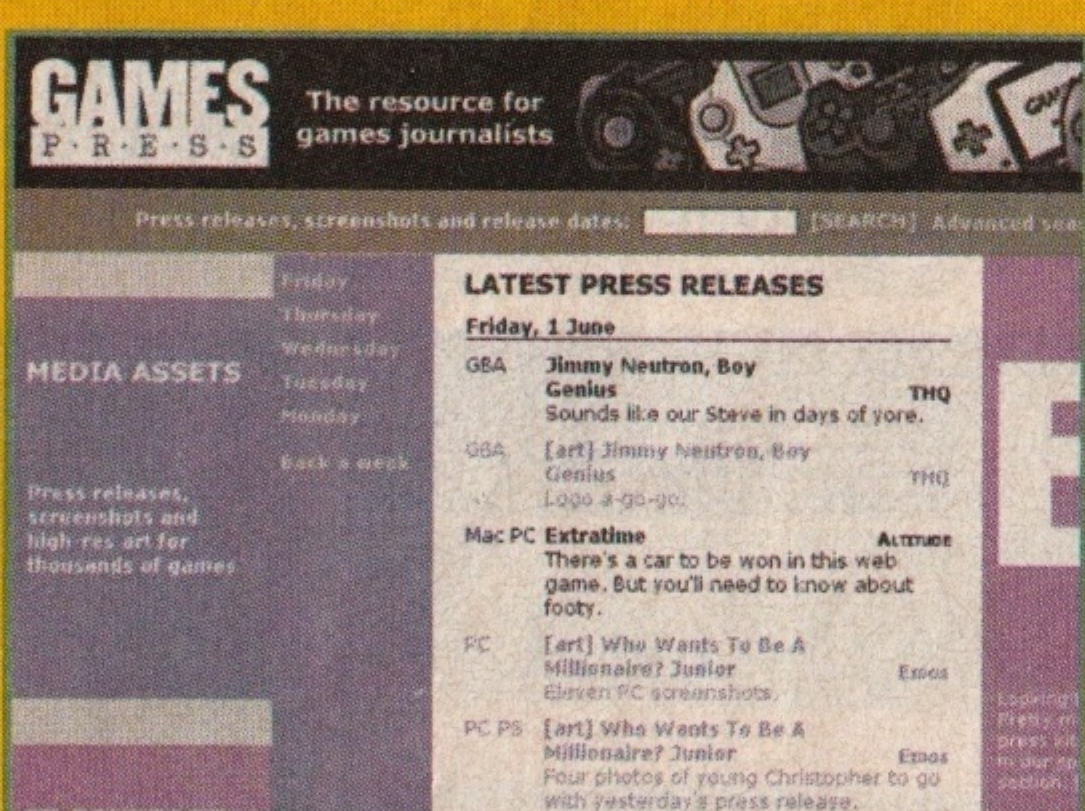 GAMES
P·R·E·S·S
The resource for
games journalists
Press releases, screenshots and release dates:
[SEARCH] Advanced
MEDIA ASSETS
Press releases,
screenshots and
high-res art for
thousands of games
Friday
Thursday
Wednesday
Tuesday
Monday
Back a week
LATEST PRESS RELEASES
Friday, 1 June
GBA Jimmy Neutron, Boy
Genius THQ
Sounds like our Steve in days of yore.
GBA [art] Jimmy Neutron, Boy
Genius THQ
Logo a-go-go.
Mac PC Extratime ALTITUDE
There's a car to be won in this web
game. But you'll need to know about
footy.
PC [art] Who Wants To Be A
Millionaire? Junior EIDOS
Eleven PC screenshots.
PC PS [art] Who Wants To Be A
Millionaire? Junior EIDOS
Four photos of young Christopher to go
with yesterday's press release.
E
press
in our
section.